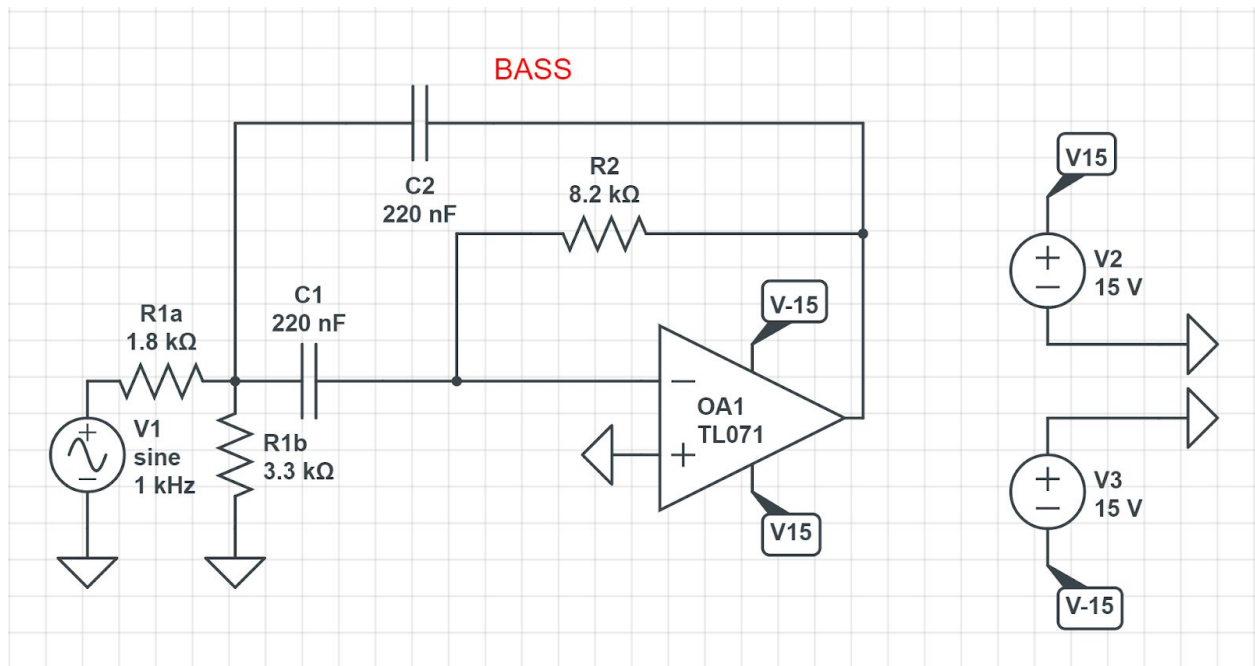 BASS
C2
220 nF
R2
8.2 kΩ
R1a
1.8 kΩ
C1
220 nF
V-15
+
−
V1
sine
1 kHz
R1b
3.3 kΩ
−
+
OA1
TL071
V15
V15
+
−
V2
15 V
+
−
V3
15 V
V-15